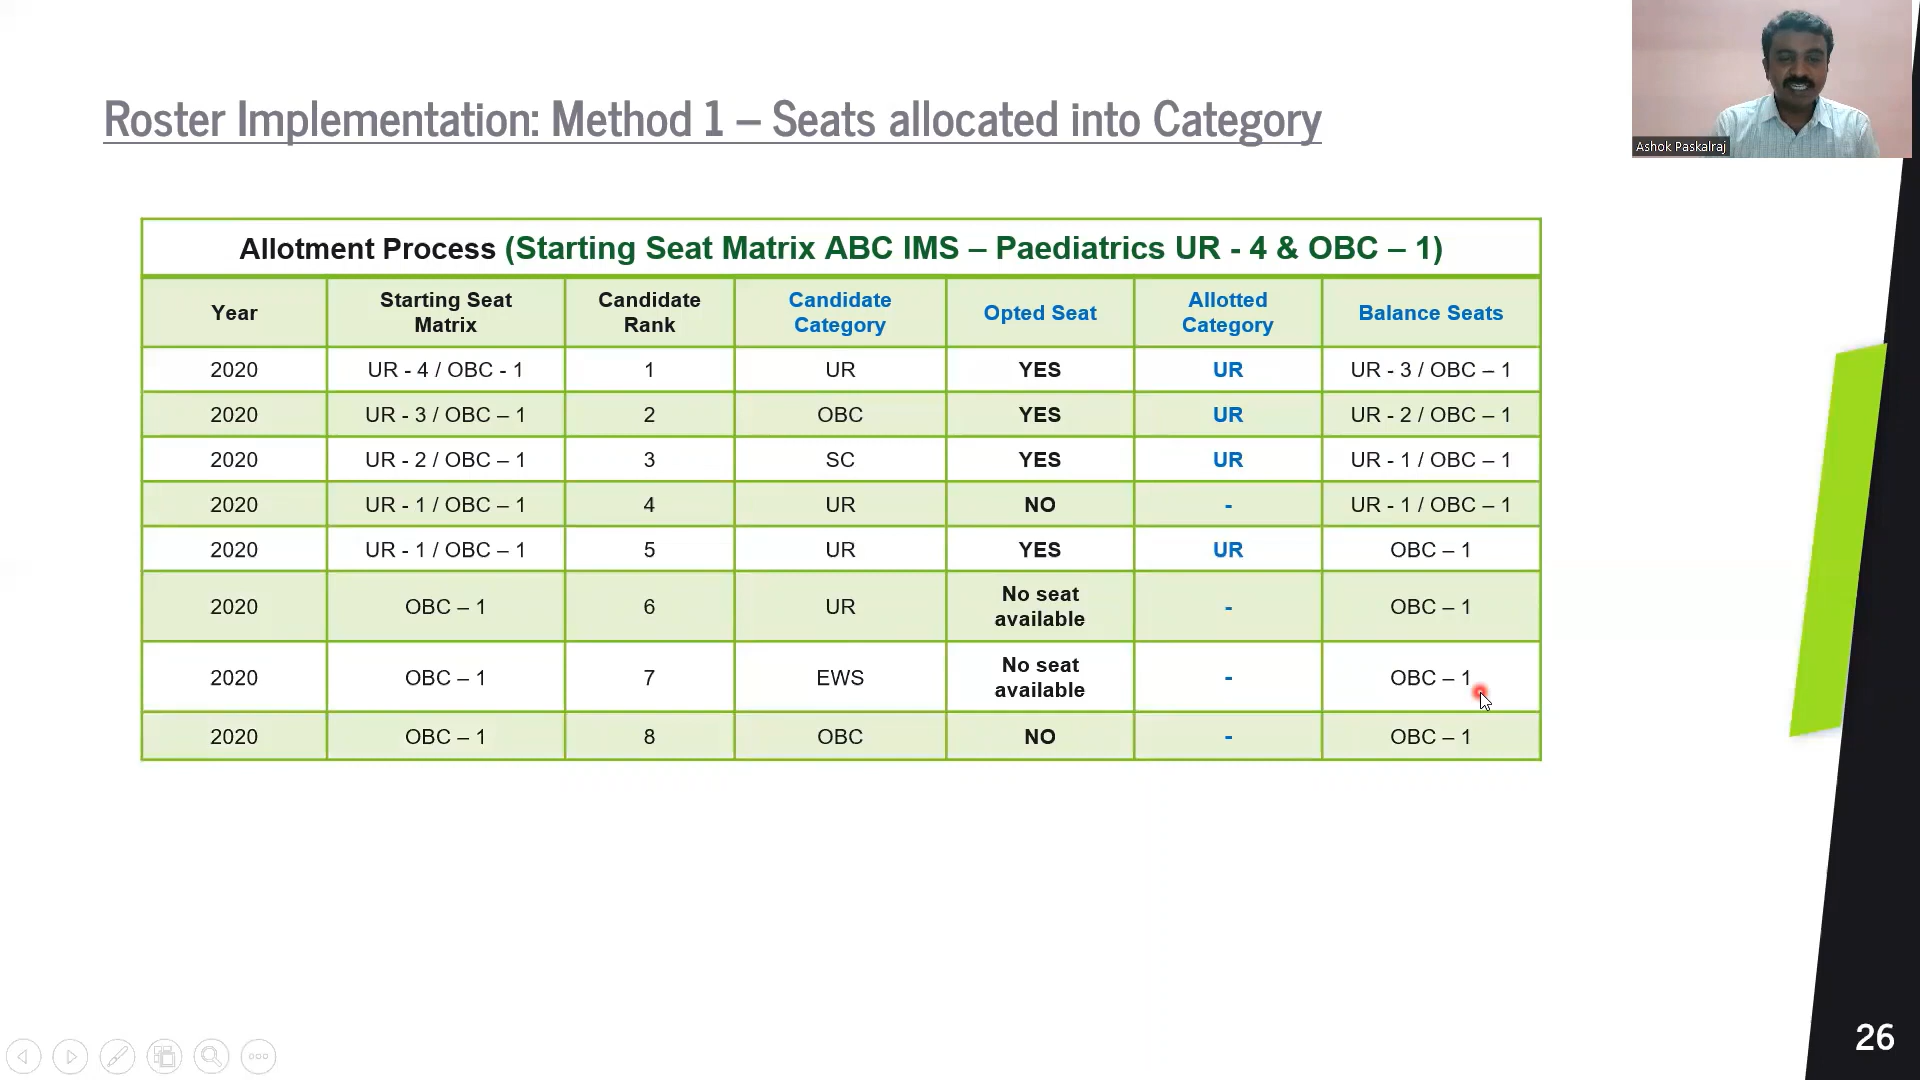 Roster Implementation: Method 1 – Seats allocated into Category
Ashok Paskalraj
Allotment Process (Starting Seat Matrix ABC IMS – Paediatrics UR - 4 & OBC – 1)
Year Starting Seat Matrix Candidate Rank Candidate Category Opted Seat Allotted Category Balance Seats
2020 UR - 4 / OBC - 1 1 UR YES UR UR - 3 / OBC – 1
2020 UR - 3 / OBC – 1 2 OBC YES UR UR - 2 / OBC – 1
2020 UR - 2 / OBC – 1 3 SC YES UR UR - 1 / OBC – 1
2020 UR - 1 / OBC – 1 4 UR NO - UR - 1 / OBC – 1
2020 UR - 1 / OBC – 1 5 UR YES UR OBC – 1
2020 OBC – 1 6 UR No seat available - OBC – 1
2020 OBC – 1 7 EWS No seat available - OBC – 1
2020 OBC – 1 8 OBC NO - OBC – 1
26